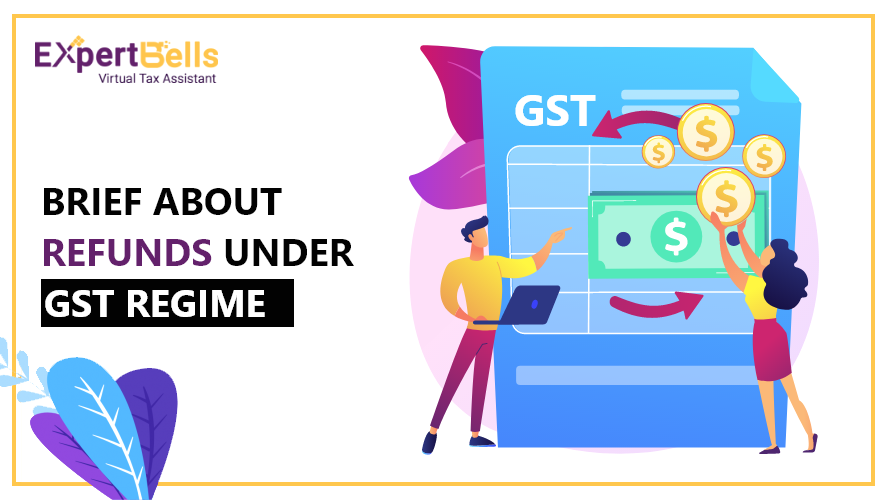 EXpertBells
Virtual Tax Assistant
BRIEF ABOUT
REFUNDS UNDER
GST REGIME
GST
$
$
$
$
$